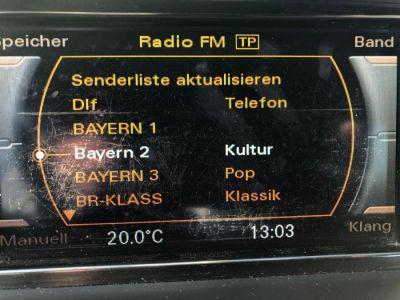 Speicher Radio FM TP Band
Senderliste aktualisieren
Dlf Telefon
BAYERN 1
Bayern 2 Kultur
BAYERN 3 Pop
BR-KLASS Klassik
Manuell 20.0°C 13:03 Klang